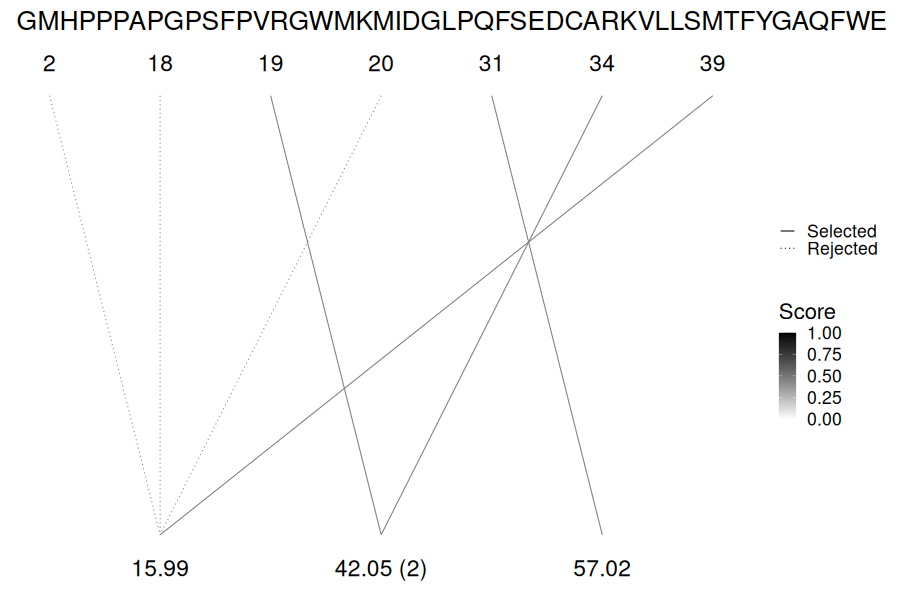 GMHPPPAPGPSFPVRGWMKMIDGLPQFSEDCARKVLLSMTFYGAQFWE
2 18 19 20 31 34 39
Selected
Rejected
Score
1.00
0.75
0.50
0.25
0.00
15.99 42.05 (2) 57.02